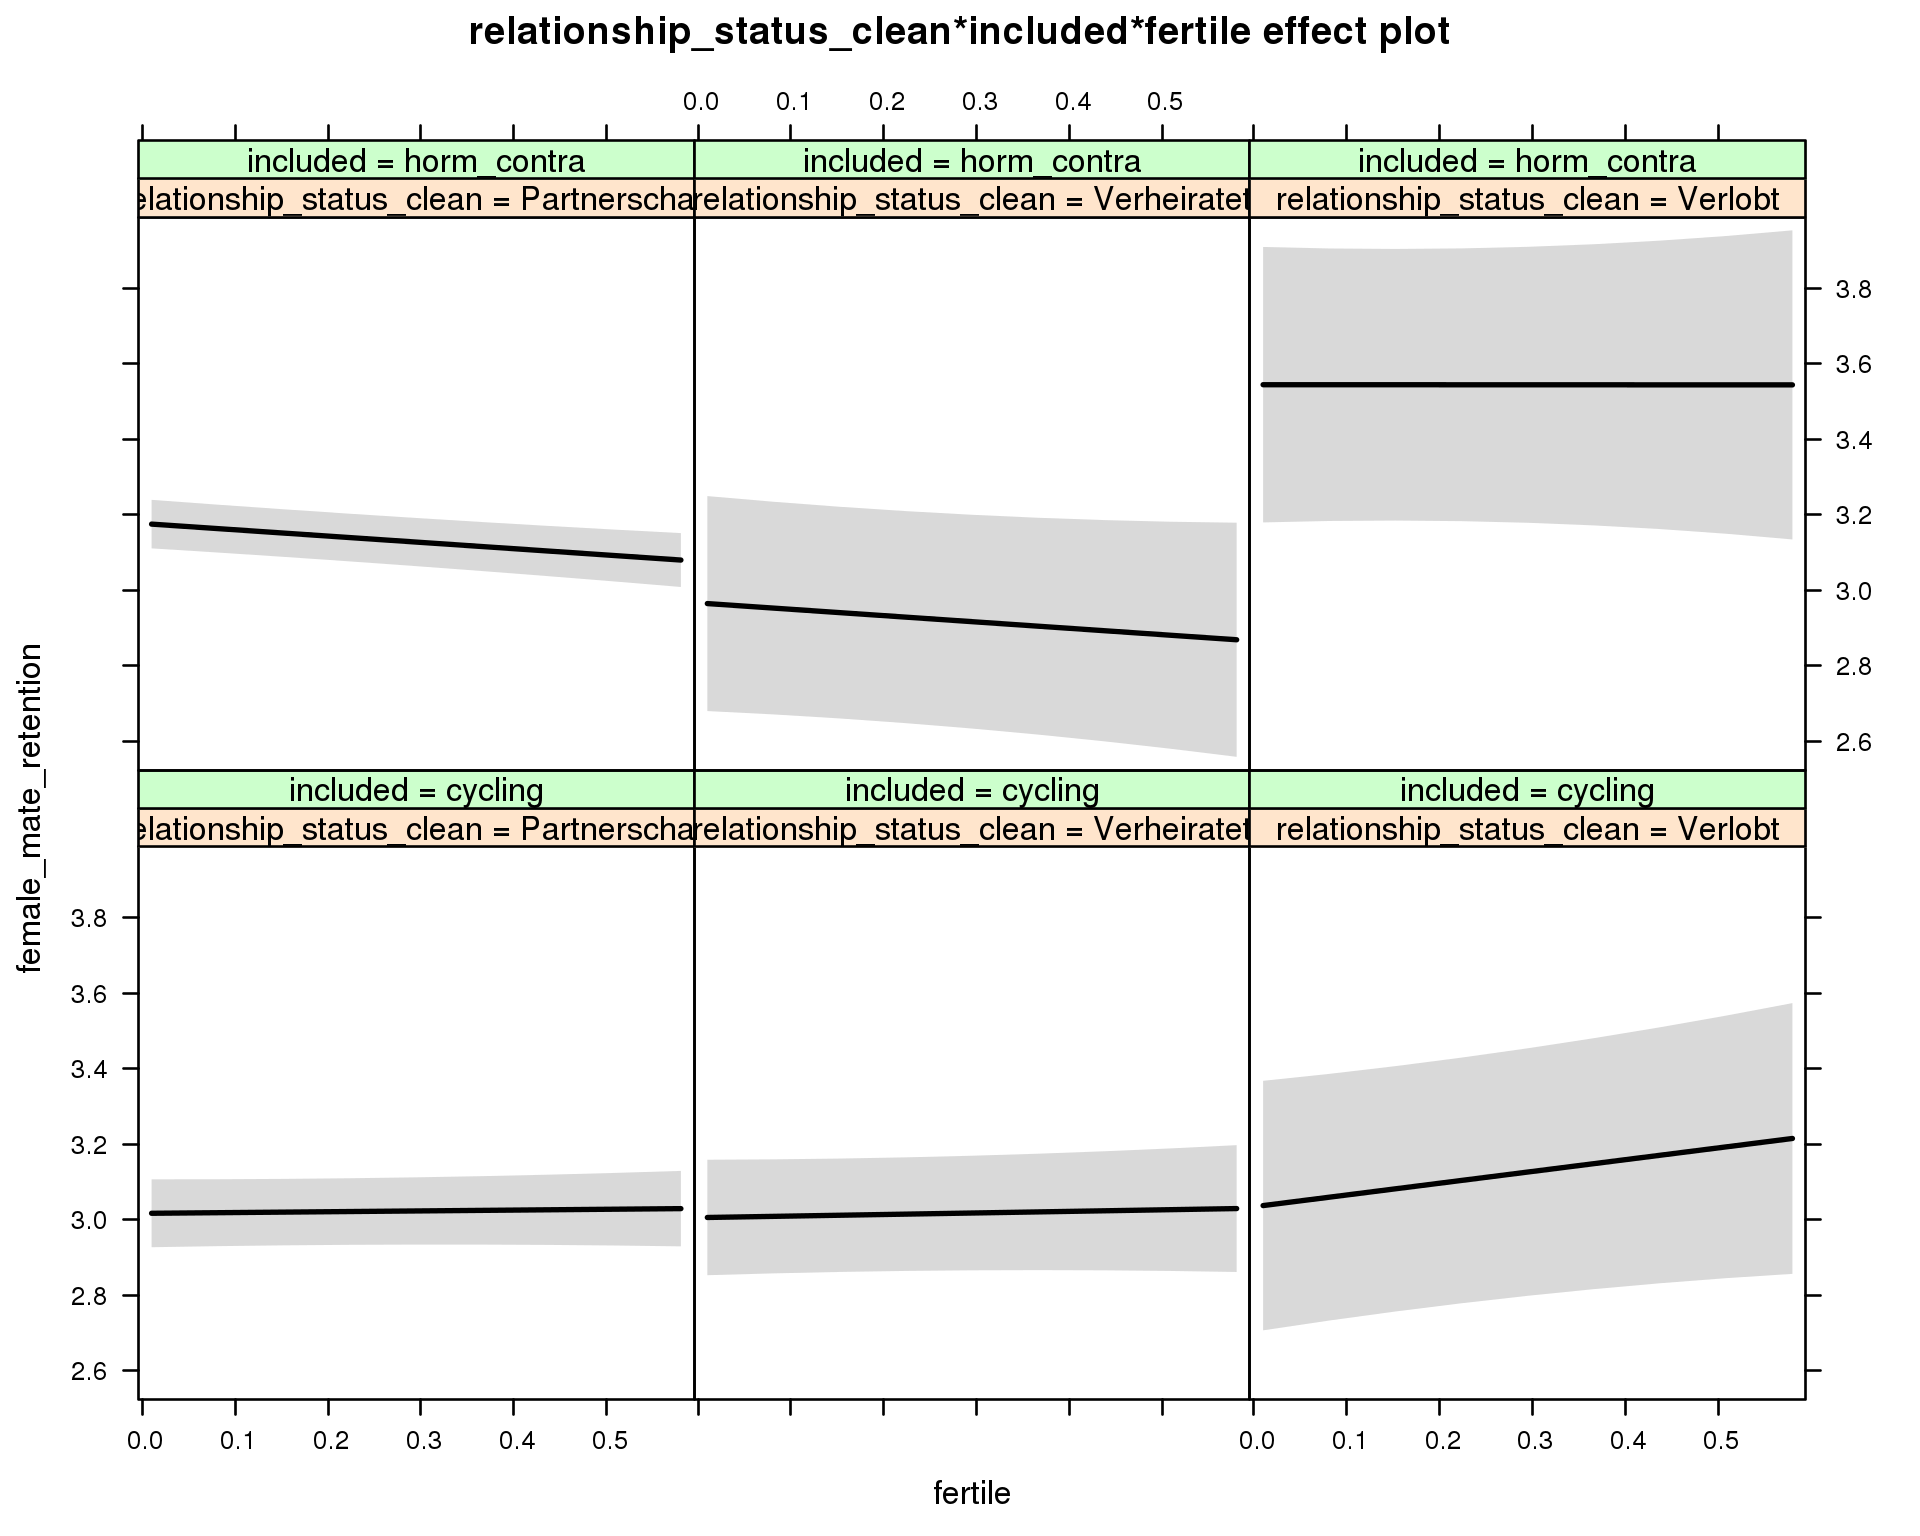 relationship_status_clean*included*fertile effect plot
0.0 0.1 0.2 0.3 0.4 0.5
included = horm_contra included = horm_contra included = horm_contra
elationship_status_clean = Partnerscha relationship_status_clean = Verheiratet relationship_status_clean = Verlobt
3.8
3.6
3.4
3.2
3.0
2.8
2.6
included = cycling included = cycling included = cycling
elationship_status_clean = Partnerscha relationship_status_clean = Verheiratet relationship_status_clean = Verlobt
female_mate_retention
3.8
3.6
3.4
3.2
3.0
2.8
2.6
0.0 0.1 0.2 0.3 0.4 0.5 0.0 0.1 0.2 0.3 0.4 0.5
fertile